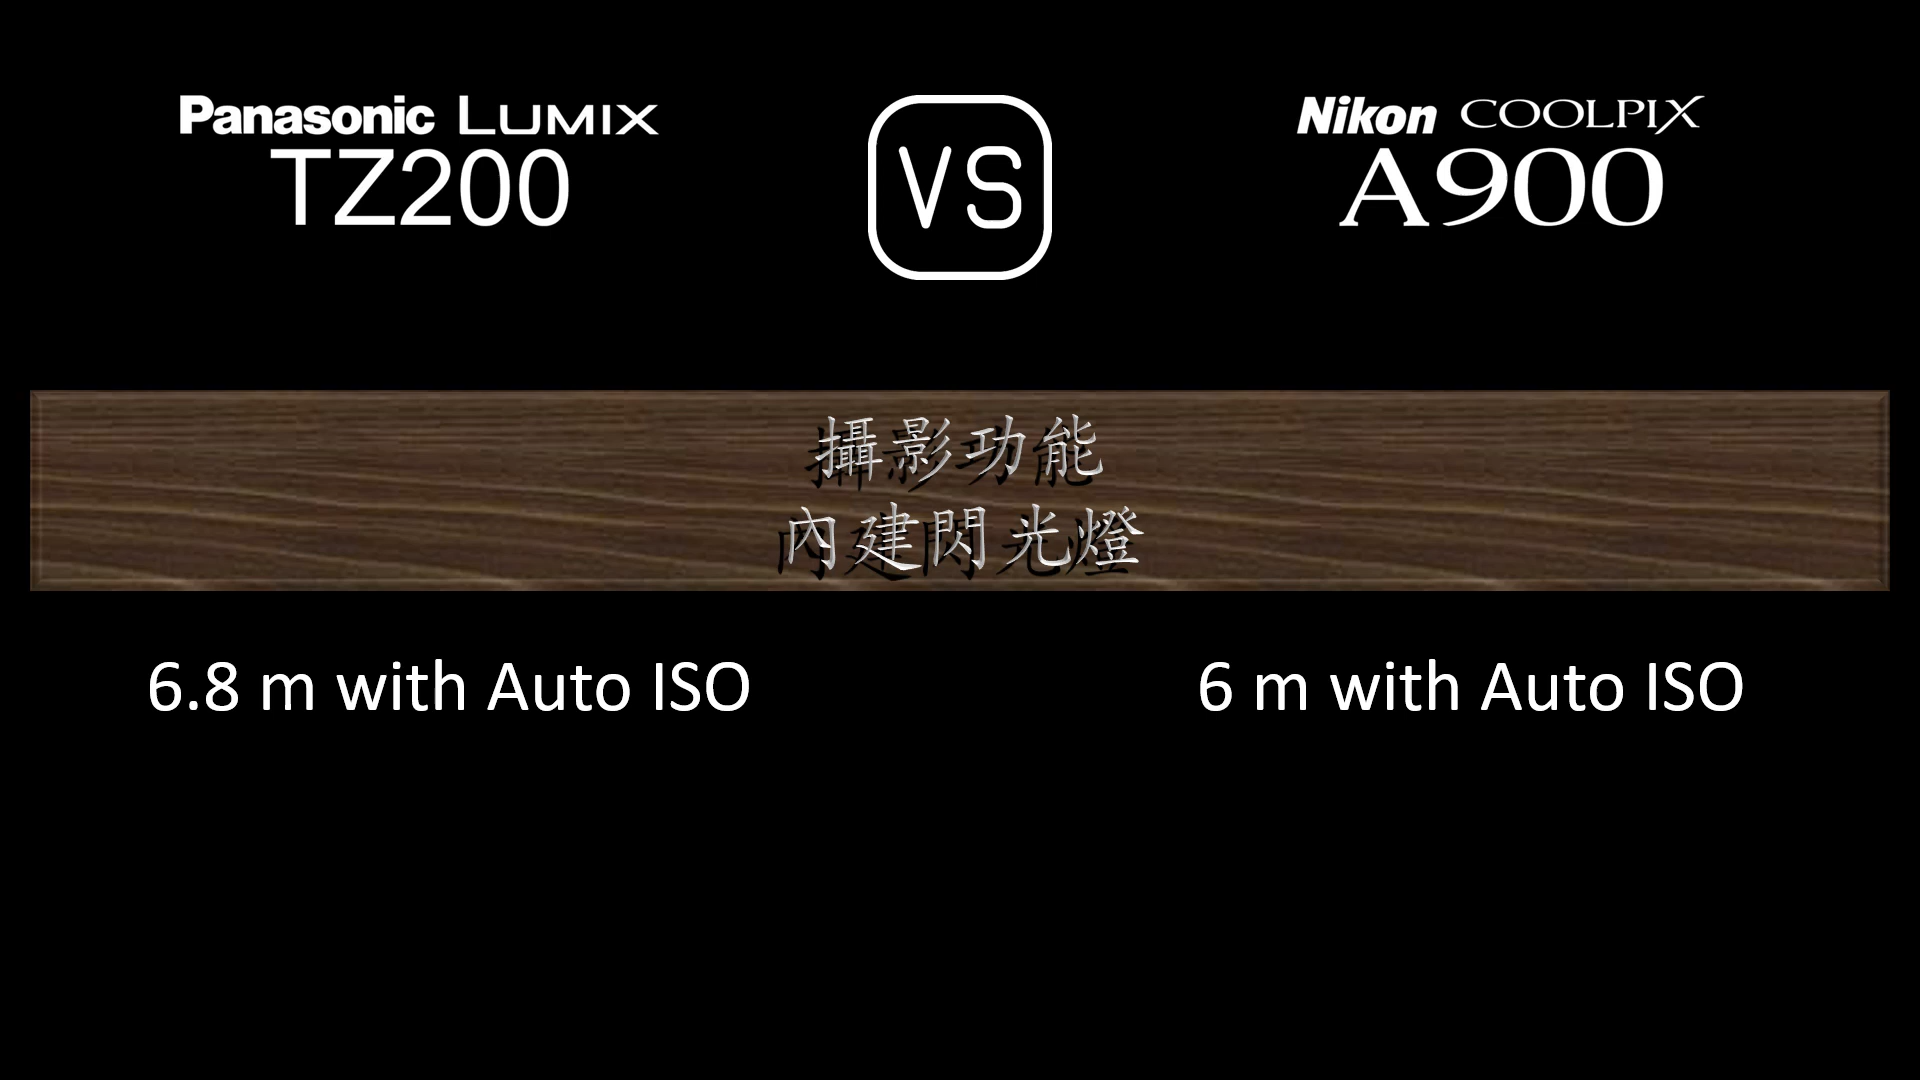 Panasonic LUMIX
TZ200
VS
Nikon COOLPIX
A900
攝影功能
內建閃光燈
6.8 m with Auto ISO
6 m with Auto ISO